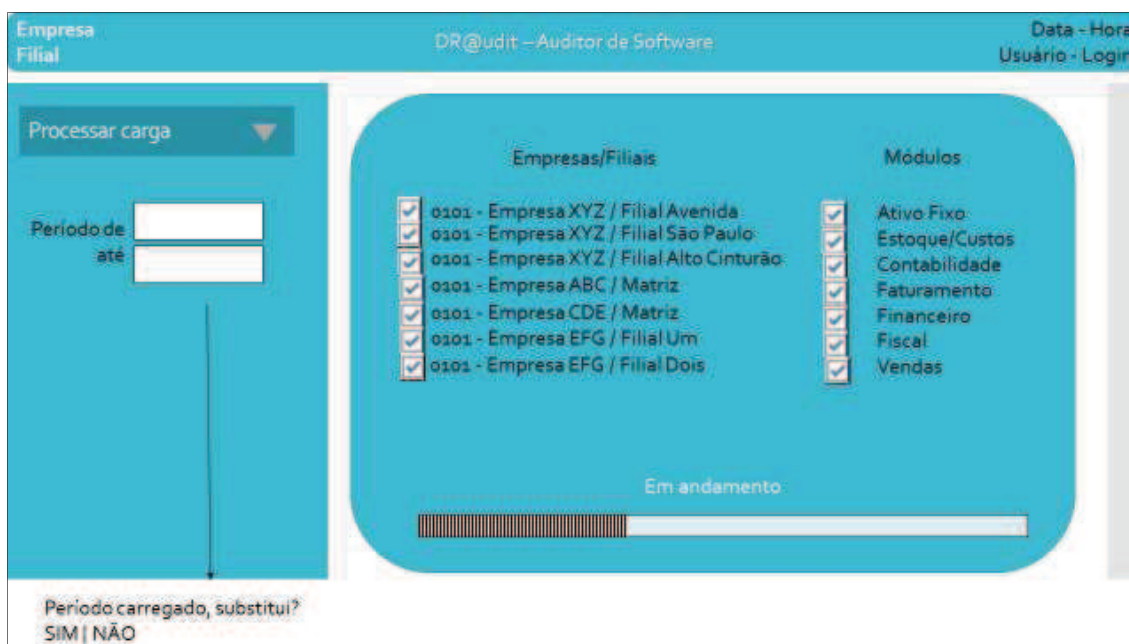 Empresa
Filial
DR@udit – Auditor de Software
Data - Hora
Usuário - Login
Processar carga
Período de
até
Empresas/Filiais
0101 - Empresa XYZ / Filial Avenida
0101 - Empresa XYZ / Filial São Paulo
0101 - Empresa XYZ / Filial Alto Cinturão
0101 - Empresa ABC / Matriz
0101 - Empresa CDE / Matriz
0101 - Empresa EFG / Filial Um
0101 - Empresa EFG / Filial Dois
Módulos
Ativo Fixo
Estoque/Custos
Contabilidade
Faturamento
Financeiro
Fiscal
Vendas
Em andamento
Período carregado, substitui?
SIM | NÃO